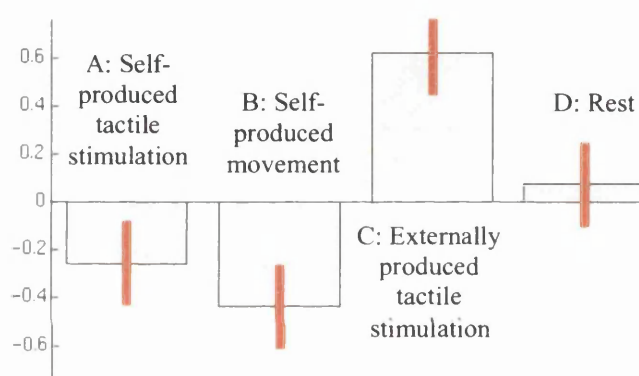 0.6
0.4
0.2
0
-0.2
-0.4
-0.6
A: Self-
produced
tactile
stimulation
B: Self-
produced
movement
C: Externally
produced
tactile
stimulation
D: Rest